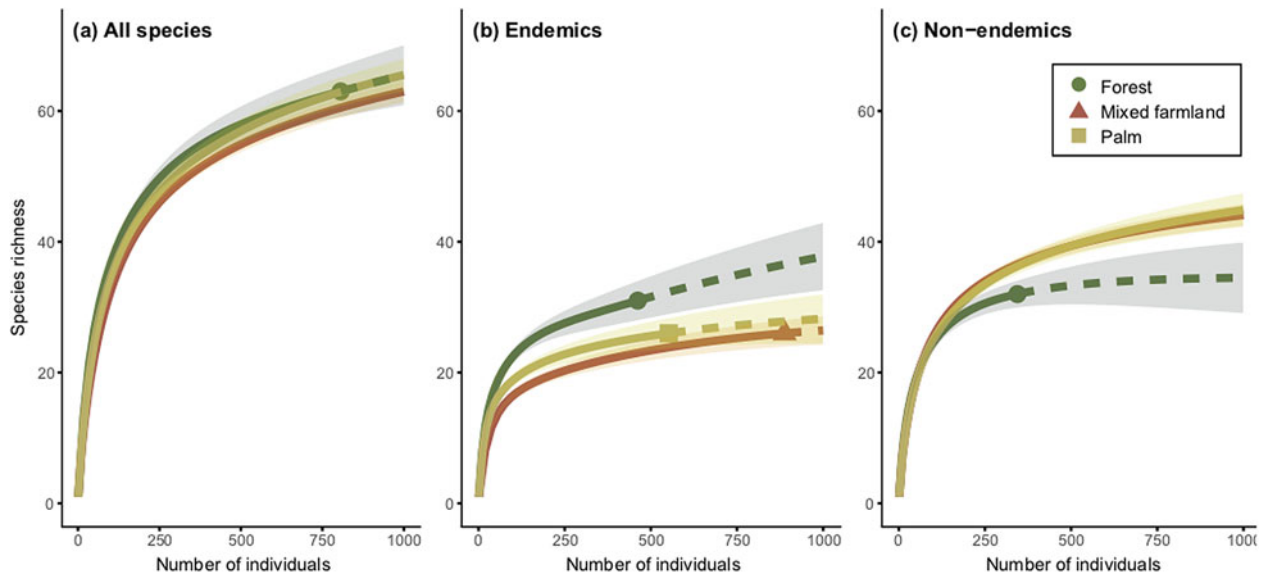 (a) All species
(b) Endemics
(c) Non−endemics
Forest
Mixed farmland
Palm
Species richness
60
40
20
0
60
40
20
0
60
40
20
0
0 250 500 750 1000
0 250 500 750 1000
0 250 500 750 100
Number of individuals
Number of individuals
Number of individuals